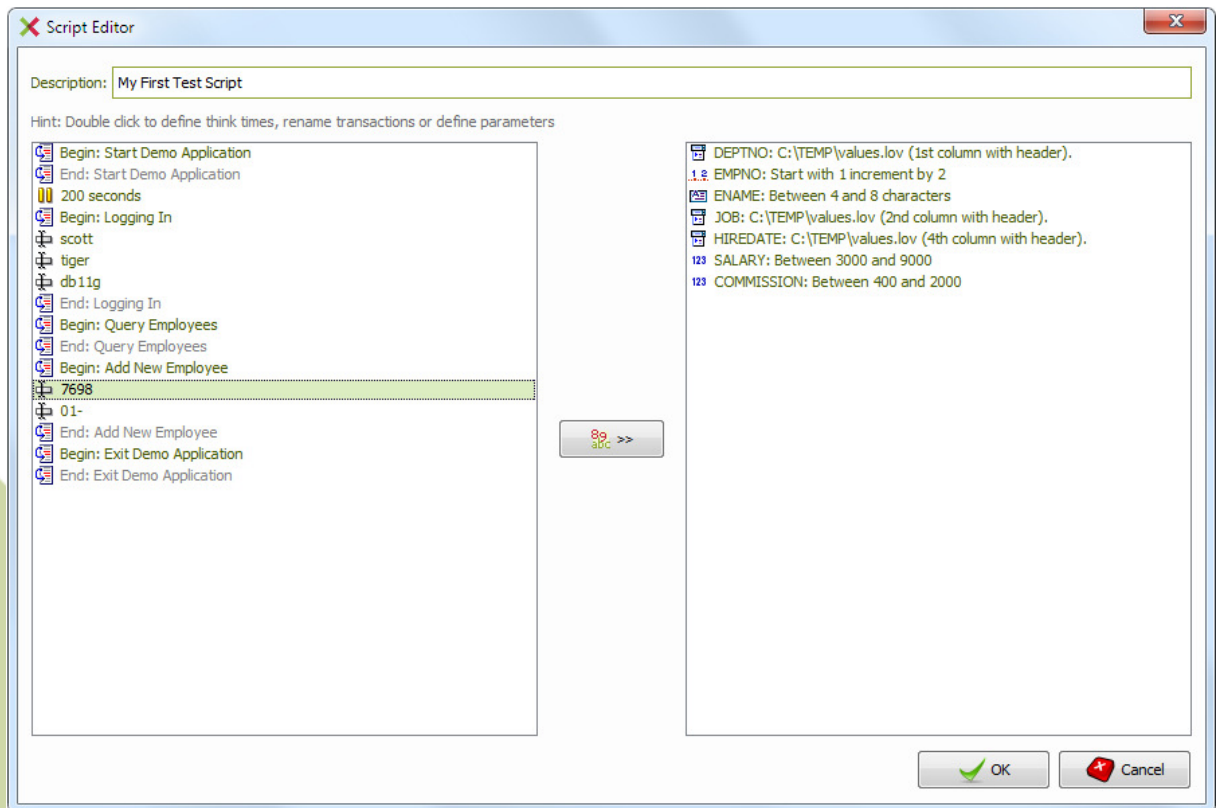 Script Editor
Description: My First Test Script
Hint: Double click to define think times, rename transactions or define parameters
Begin: Start Demo Application
End: Start Demo Application
200 seconds
Begin: Logging In
scott
tiger
db11g
End: Logging In
Begin: Query Employees
End: Query Employees
Begin: Add New Employee
7698
01-
End: Add New Employee
Begin: Exit Demo Application
End: Exit Demo Application
89 abc >>
DEPTNO: C:\TEMP\values.lov (1st column with header).
EMPNO: Start with 1 increment by 2
ENAME: Between 4 and 8 characters
JOB: C:\TEMP\values.lov (2nd column with header).
HIREDATE: C:\TEMP\values.lov (4th column with header).
123 SALARY: Between 3000 and 9000
123 COMMISSION: Between 400 and 2000
OK
Cancel